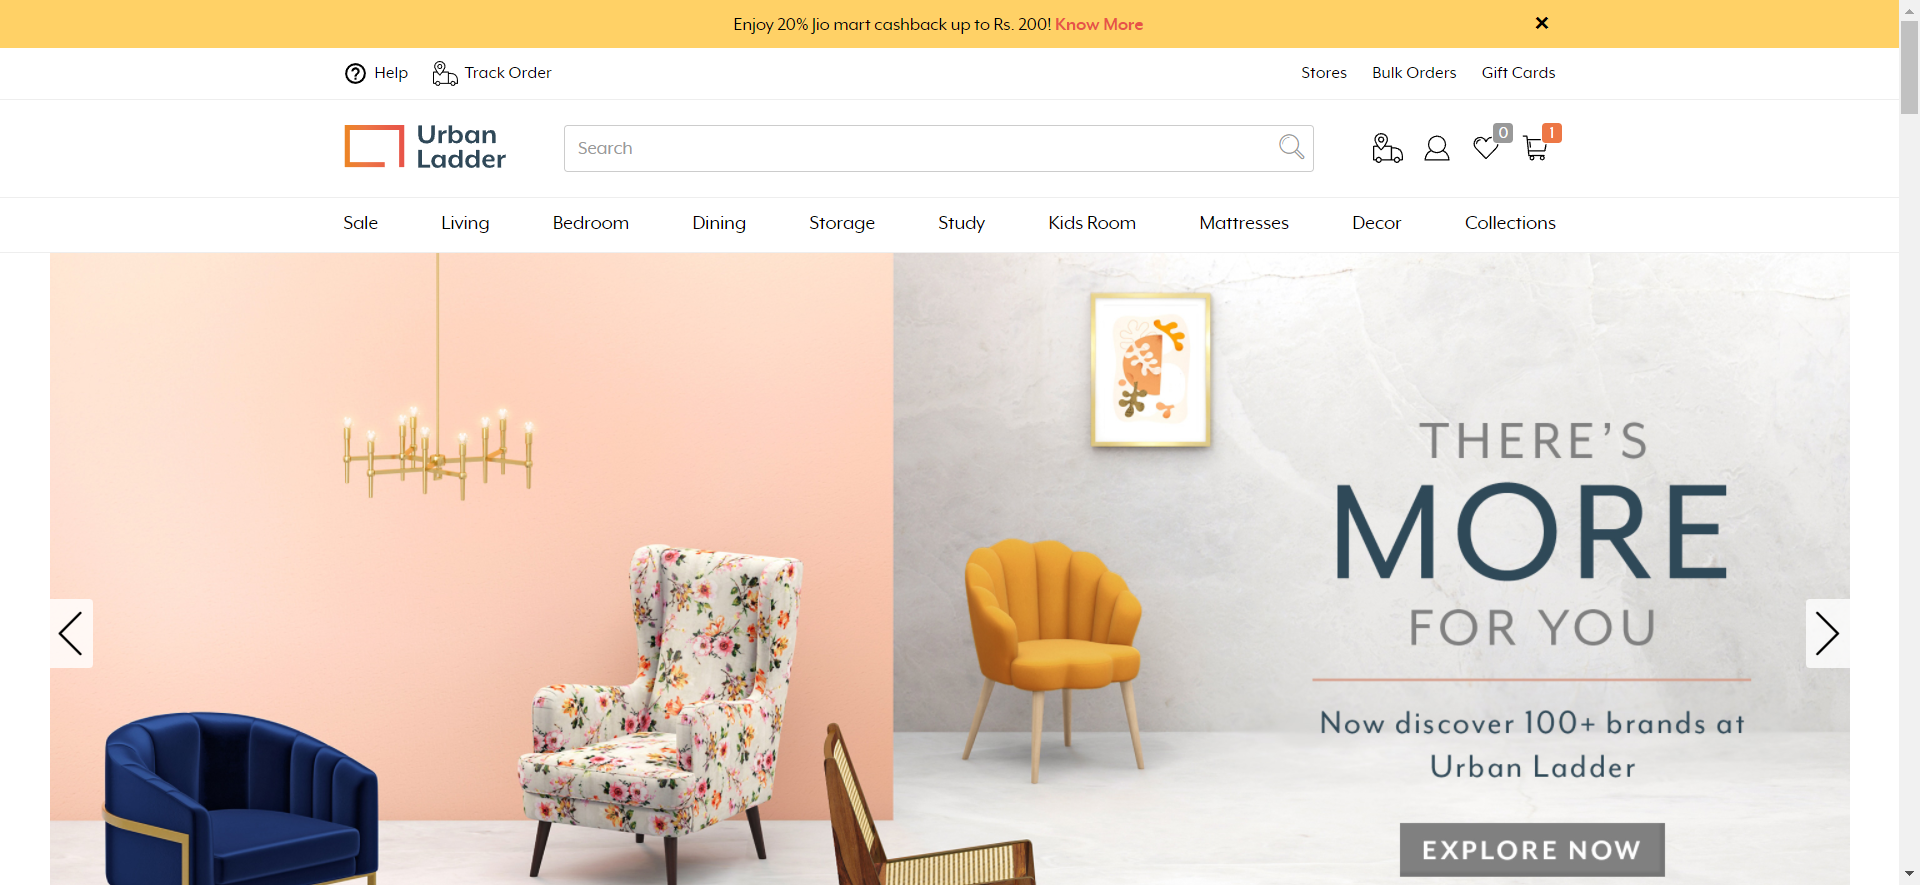 Enjoy 20% Jio mart cashback up to Rs. 200! Know More
Help
Track Order
Stores
Bulk Orders
Gift Cards
Urban
Ladder
Search
0
1
Sale
Living
Bedroom
Dining
Storage
Study
Kids Room
Mattresses
Decor
Collections
THERE'S
MORE
FOR YOU
Now discover 100+ brands at
Urban Ladder
EXPLORE NOW